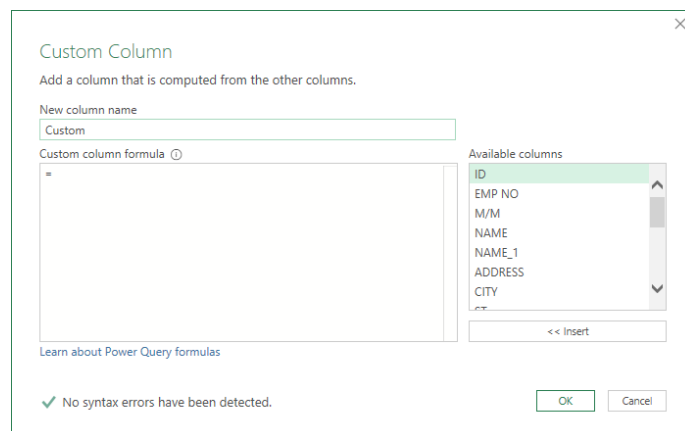 Custom Column
Add a column that is computed from the other columns.
New column name
Custom
Custom column formula
Available columns
=
ID
EMP NO
M/M
NAME
NAME_1
ADDRESS
CITY
ST
<< Insert
Learn about Power Query formulas
No syntax errors have been detected.
OK
Cancel